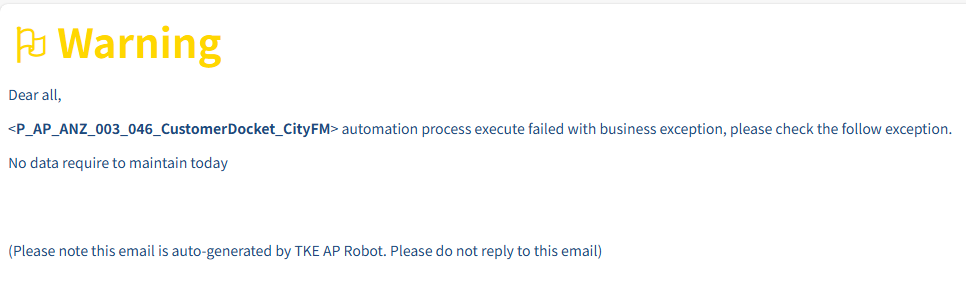 Warning
Dear all,
<P_AP_ANZ_003_046_CustomerDocket_CityFM> automation process execute failed with business exception, please check the follow exception.
No data require to maintain today
(Please note this email is auto-generated by TKE AP Robot. Please do not reply to this email)